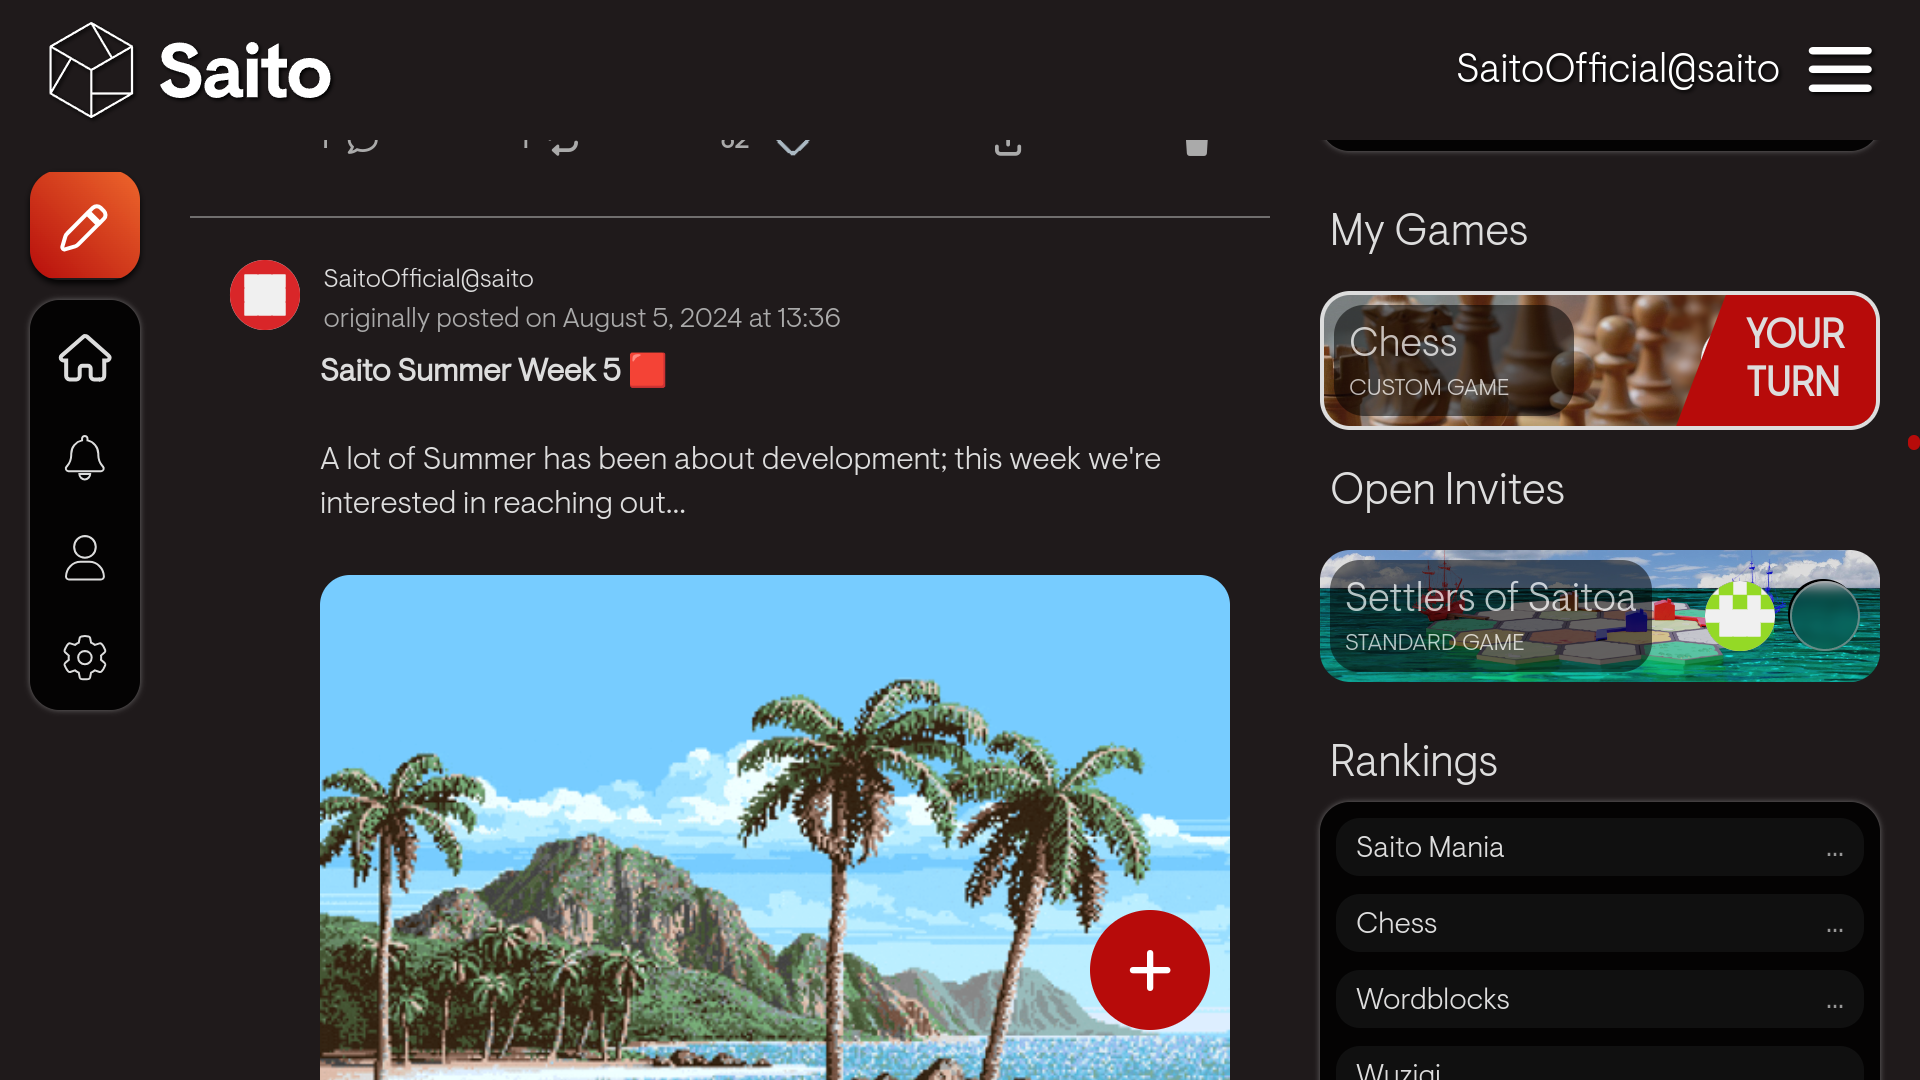 Saito
SaitoOfficial@saito
SaitoOfficial@saito
originally posted on August 5, 2024 at 13:36
Saito Summer Week 5
A lot of Summer has been about development; this week we're
interested in reaching out...
My Games
Chess
CUSTOM GAME
YOUR
TURN
Open Invites
Settlers of Saitoa
STANDARD GAME
Rankings
Saito Mania ...
Chess ...
Wordblocks ...
Wuziqi